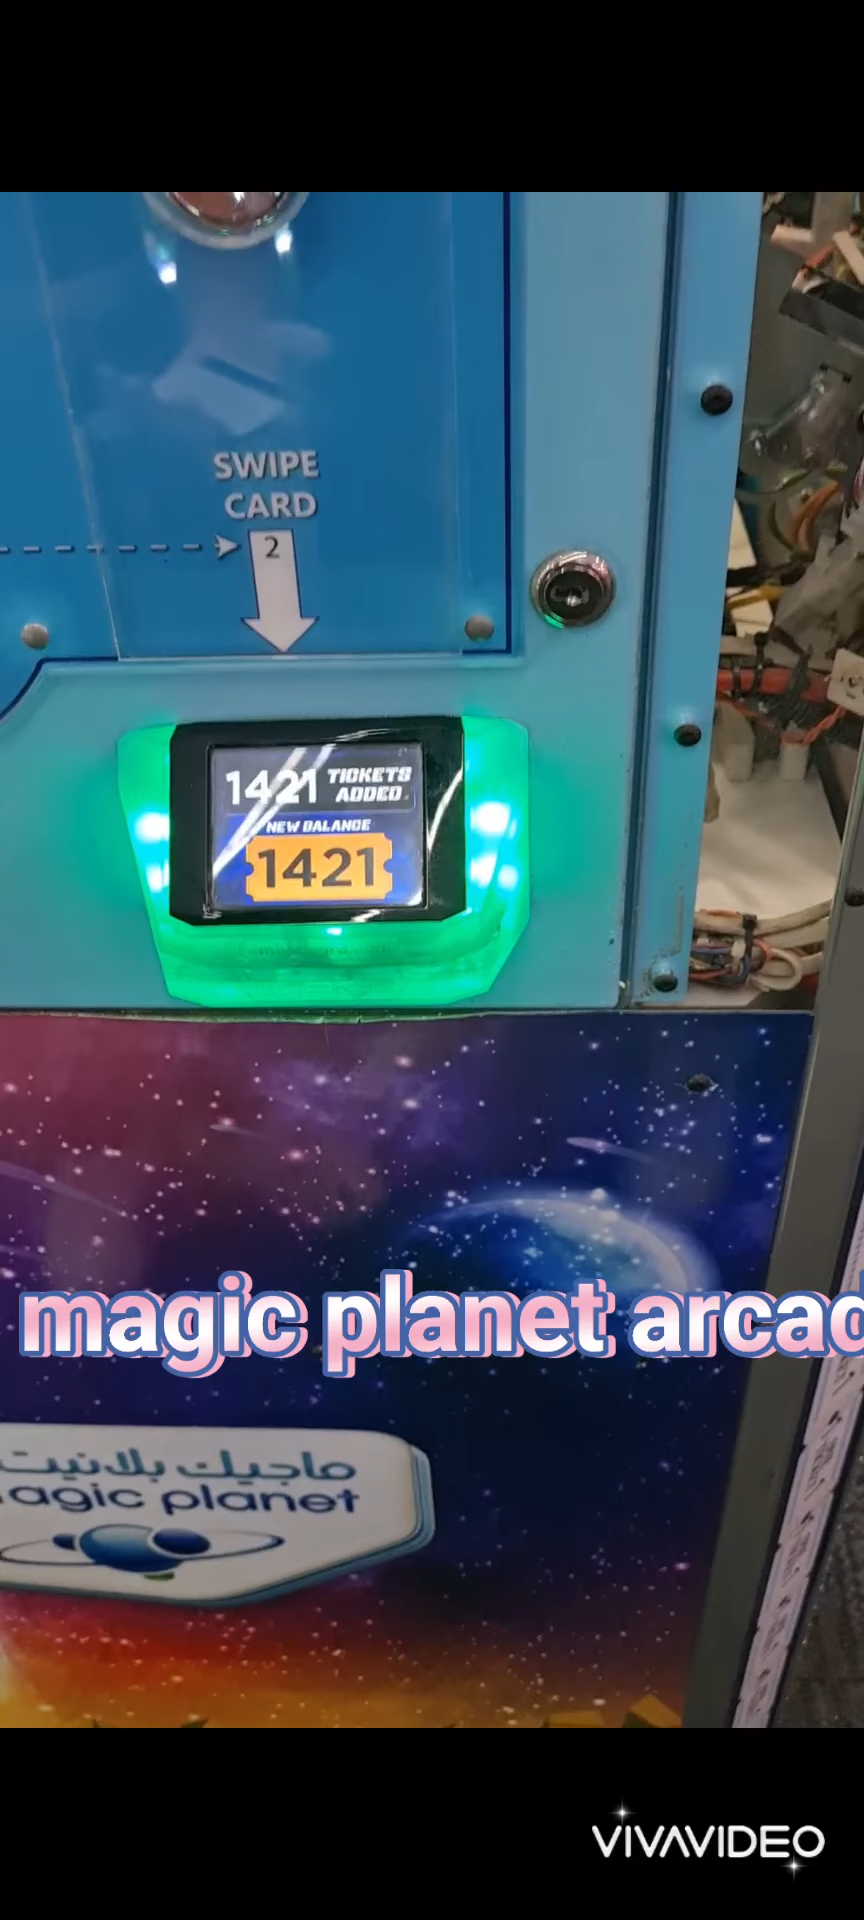 SWIPE
CARD
2
1421 TICKETS
ADDED
NEW BALANCE
1421
magic planet arcad
ماجيك بلانيت
agic planet
VIVAVIDEO